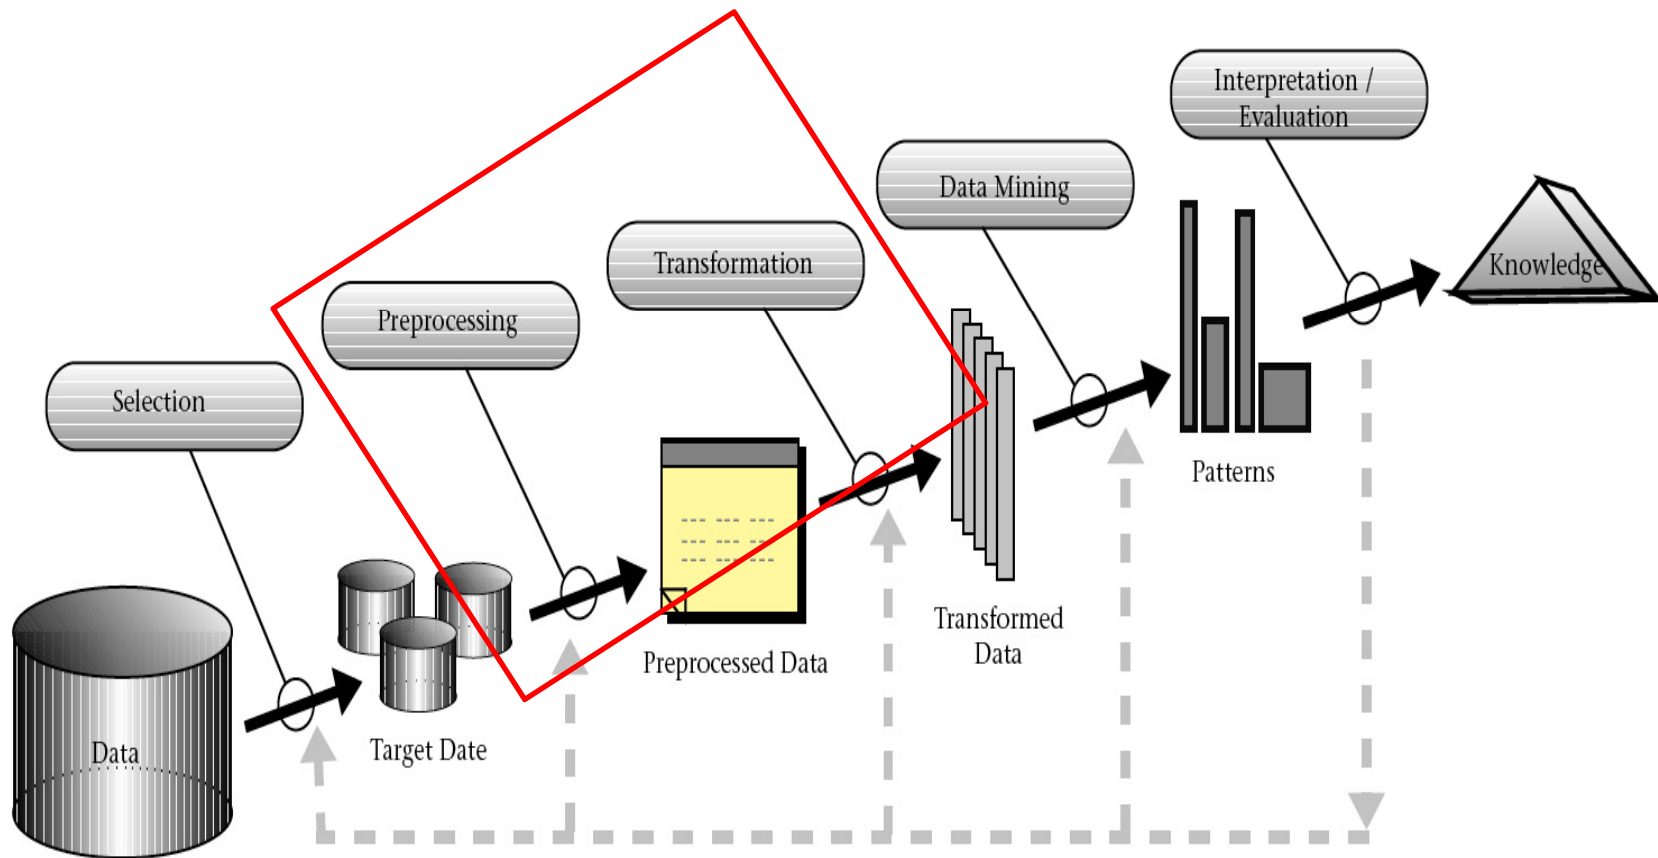 Interpretation /
Evaluation
Data Mining
Transformation
Preprocessing
Selection
Knowledge
Patterns
Transformed
Data
Preprocessed Data
Target Date
Data